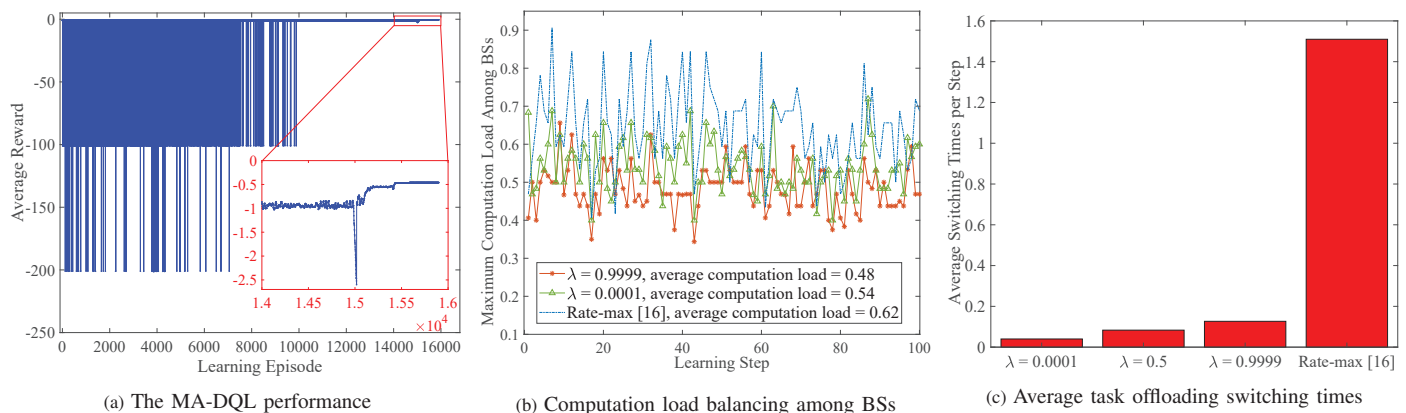 0
-50
-100
-150
-200
-250
Average Reward
0
-0.5
-1
-1.5
-2
-2.5
1.4 1.45 1.5 1.55 1.6
×10⁴
0 2000 4000 6000 8000 10000 12000 14000 16000
Learning Episode
(a) The MA-DQL performance
0.9
0.8
0.7
0.6
0.5
0.4
0.3
0.2
0.1
Maximum Computation Load Among BSs
λ = 0.9999, average computation load = 0.48
λ = 0.0001, average computation load = 0.54
Rate-max [16], average computation load = 0.62
0 20 40 60 80 100
Learning Step
(b) Computation load balancing among BSs
1.6
1.4
1.2
1
0.8
0.6
0.4
0.2
0
Average Switching Times per Step
λ = 0.0001 λ = 0.5 λ = 0.9999 Rate-max [16]
(c) Average task offloading switching times